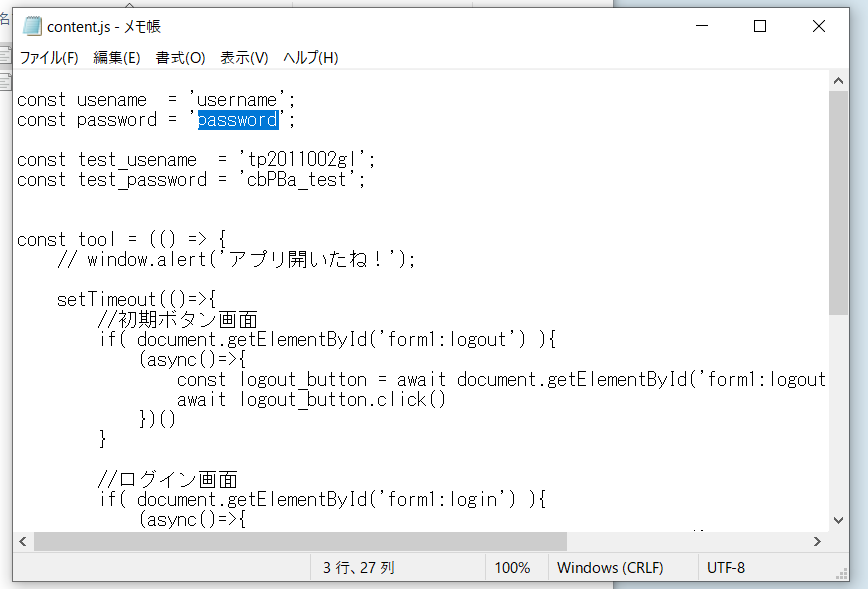 content.js - メモ帳
ファイル(F) 編集(E) 書式(O) 表示(V) ヘルプ(H)
const usename  = 'username';
const password = 'password';
const test_usename  = 'tp2011002gl';
const test_password = 'cbPBa_test';
const tool = (() => {
    // window.alert('アプリ開いたね！');
    setTimeout(()=>{
        //初期ボタン画面
        if( document.getElementById('form1:logout') ){
            (async()=>{
                const logout_button = await document.getElementById('form1:logout
                await logout_button.click()
            })()
        }
        //ログイン画面
        if( document.getElementById('form1:login') ){
            (async()=>{
3 行、27 列 100% Windows (CRLF) UTF-8